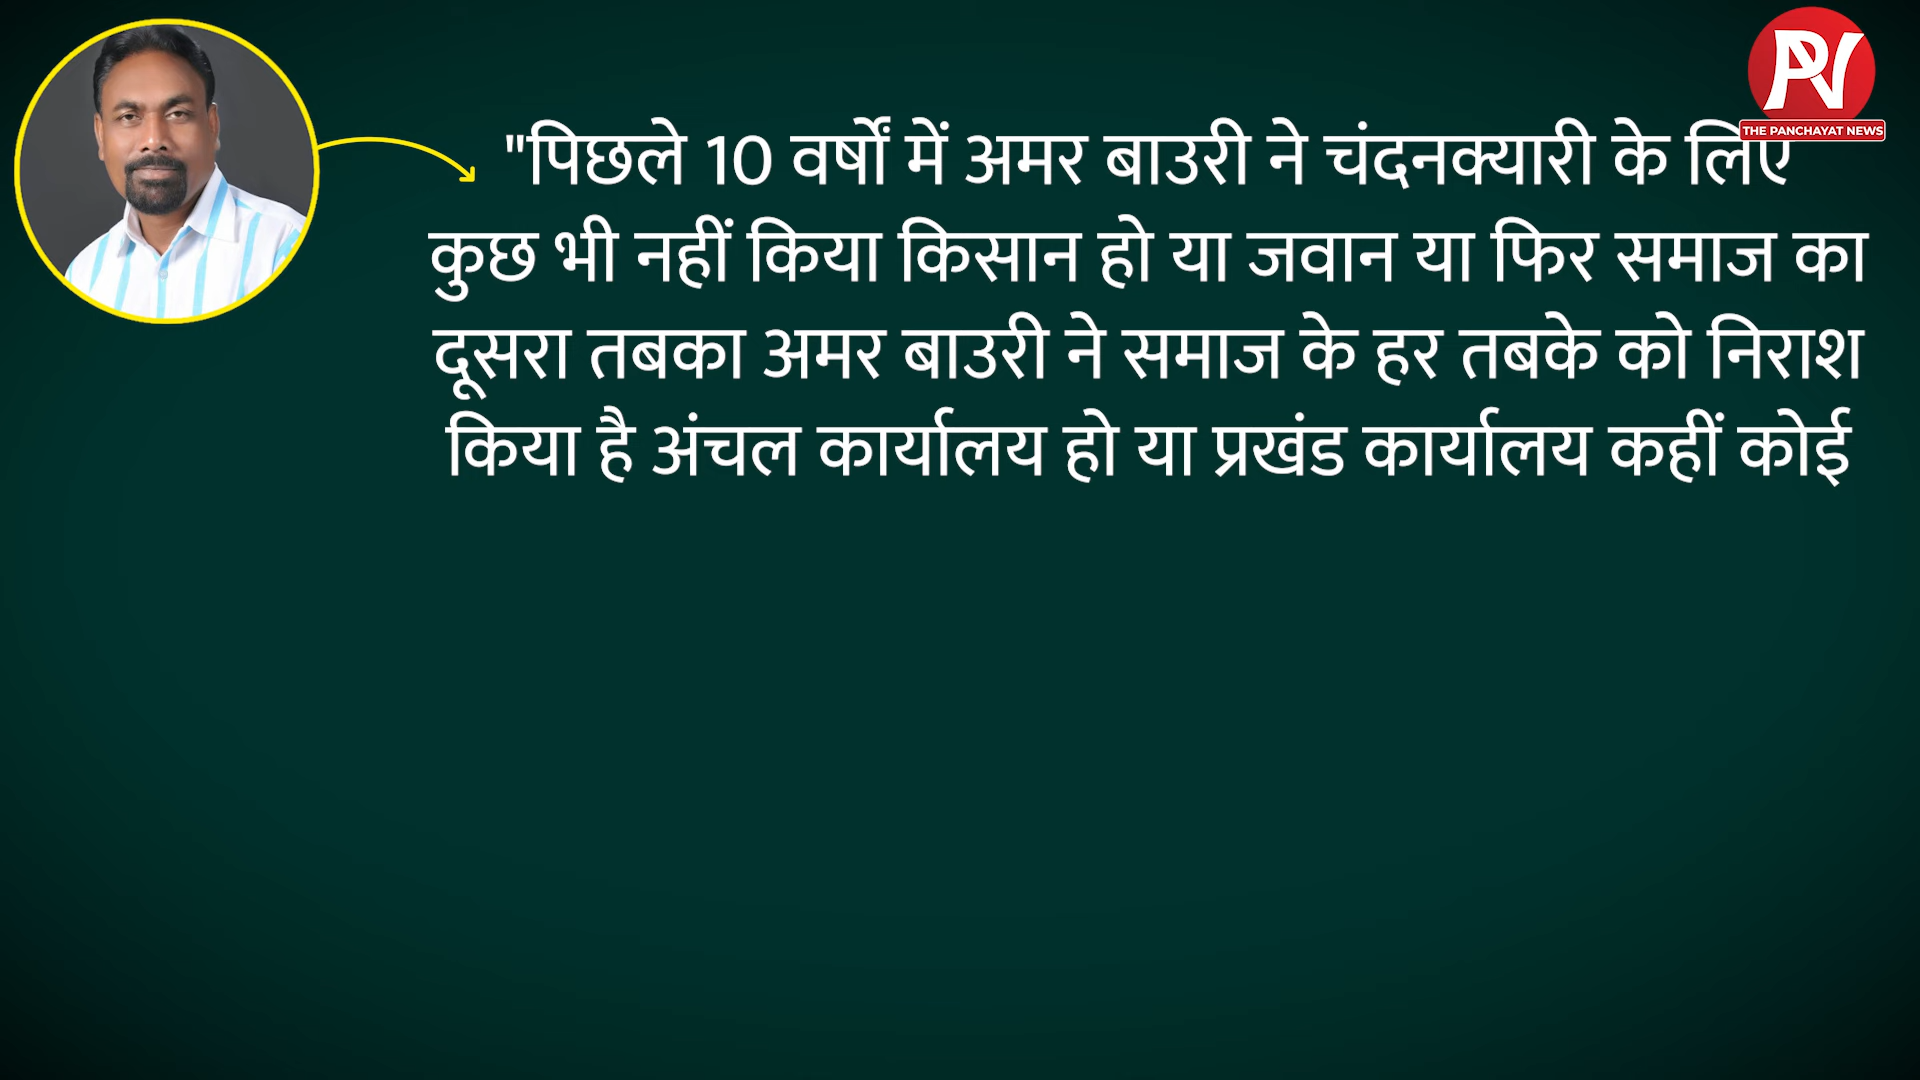 THE PANCHAYAT NEWS
"पिछले 10 वर्षों में अमर बाउरी ने चंदनक्यारी के लिए
कुछ भी नहीं किया किसान हो या जवान या फिर समाज का
दूसरा तबका अमर बाउरी ने समाज के हर तबके को निराश
किया है अंचल कार्यालय हो या प्रखंड कार्यालय कहीं कोई